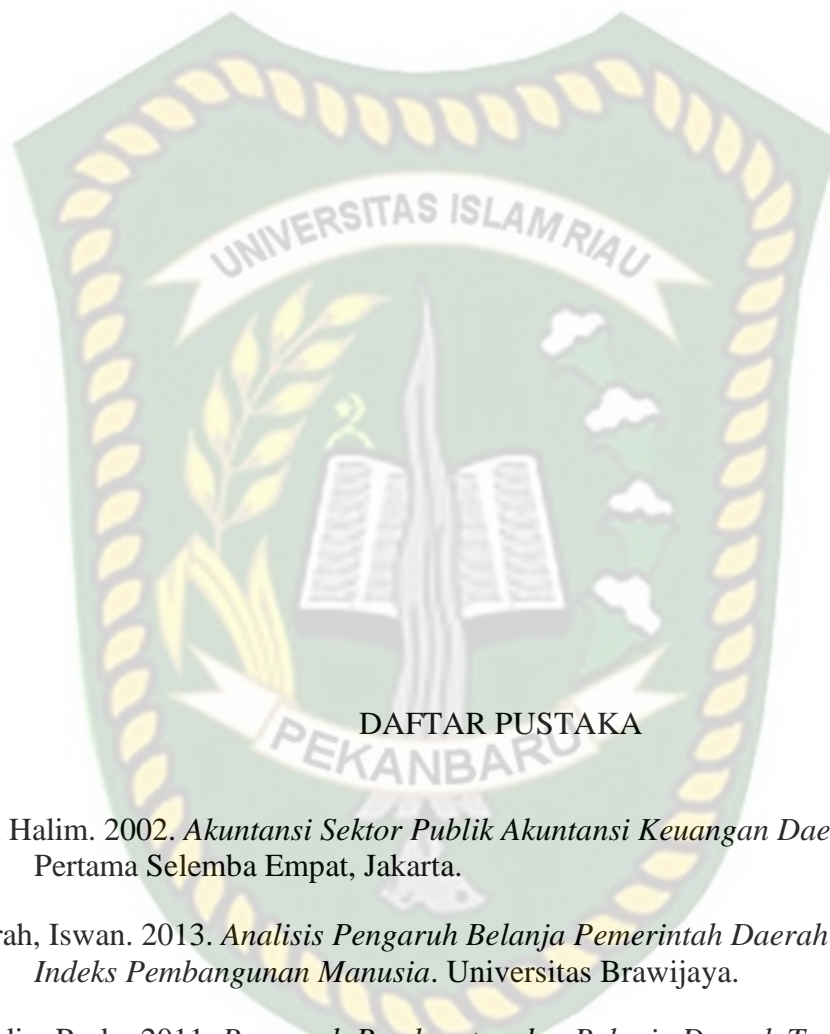 UNIVERSITAS ISLAM RIAU
DAFTAR PUSTAKA
PEKANBARU
Halim. 2002. Akuntansi Sektor Publik Akuntansi Keuangan Dae
Pertama Selemba Empat, Jakarta.
rah, Iswan. 2013. Analisis Pengaruh Belanja Pemerintah Daerah
Indeks Pembangunan Manusia. Universitas Brawijaya.
2011.